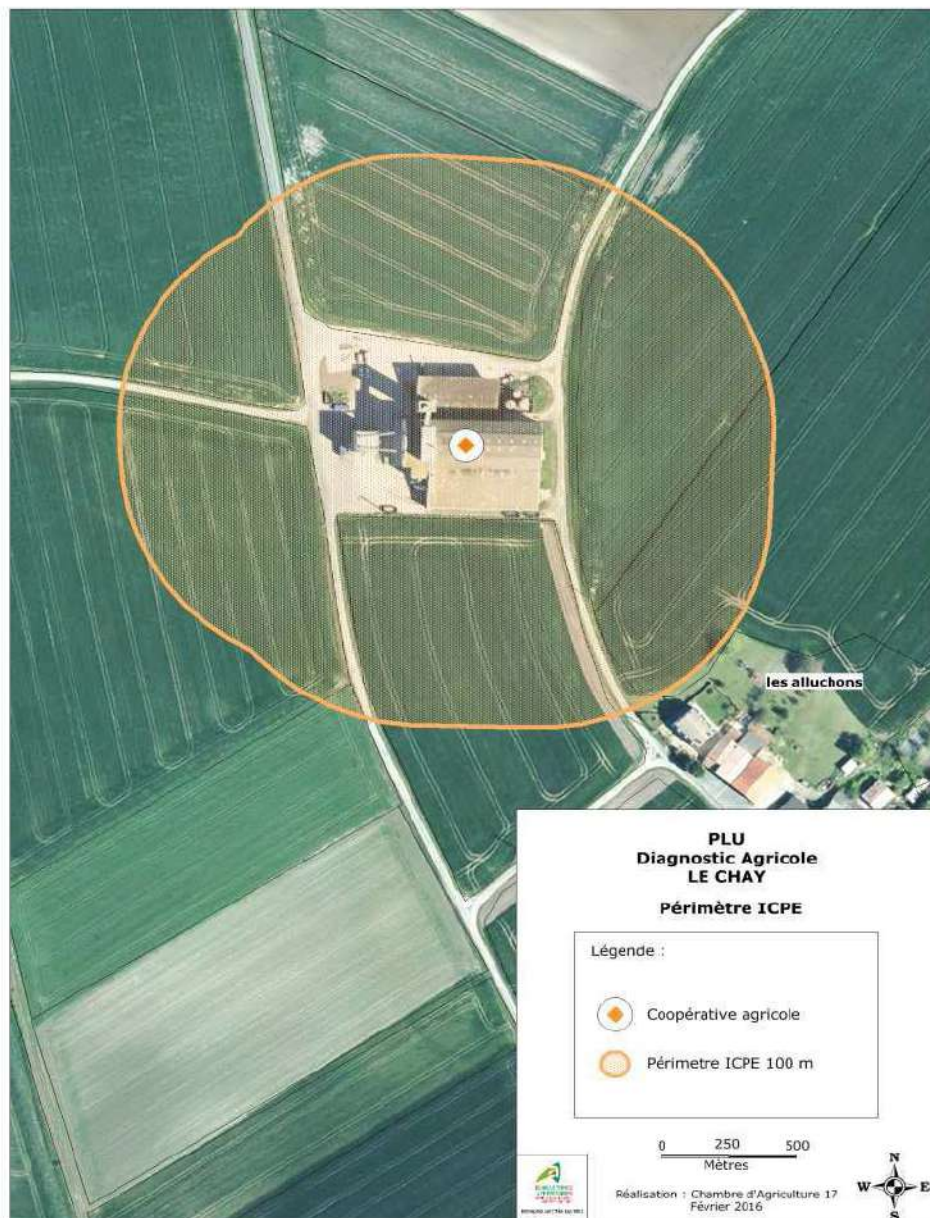 les alluchons
PLU
Diagnostic Agricole
LE CHAY
Périmètre ICPE
Légende :
Coopérative agricole
Périmetre ICPE 100 m
0 250 500
Mètres
Réalisation : Chambre d'Agriculture 17
Février 2016
N
W E
S